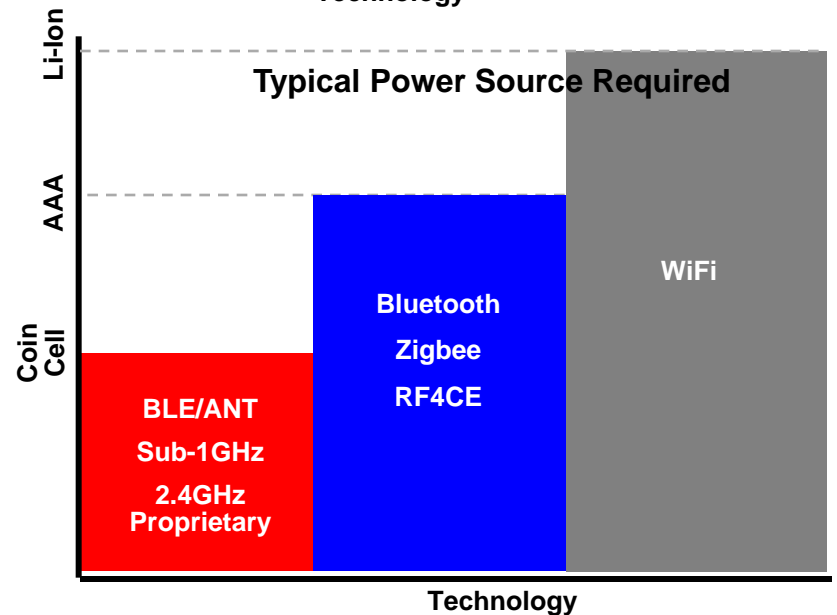 Technology
Li-Ion
Typical Power Source Required
AAA
WiFi
Bluetooth
Zigbee
RF4CE
Coin
Cell
BLE/ANT
Sub-1GHz
2.4GHz
Proprietary
Technology